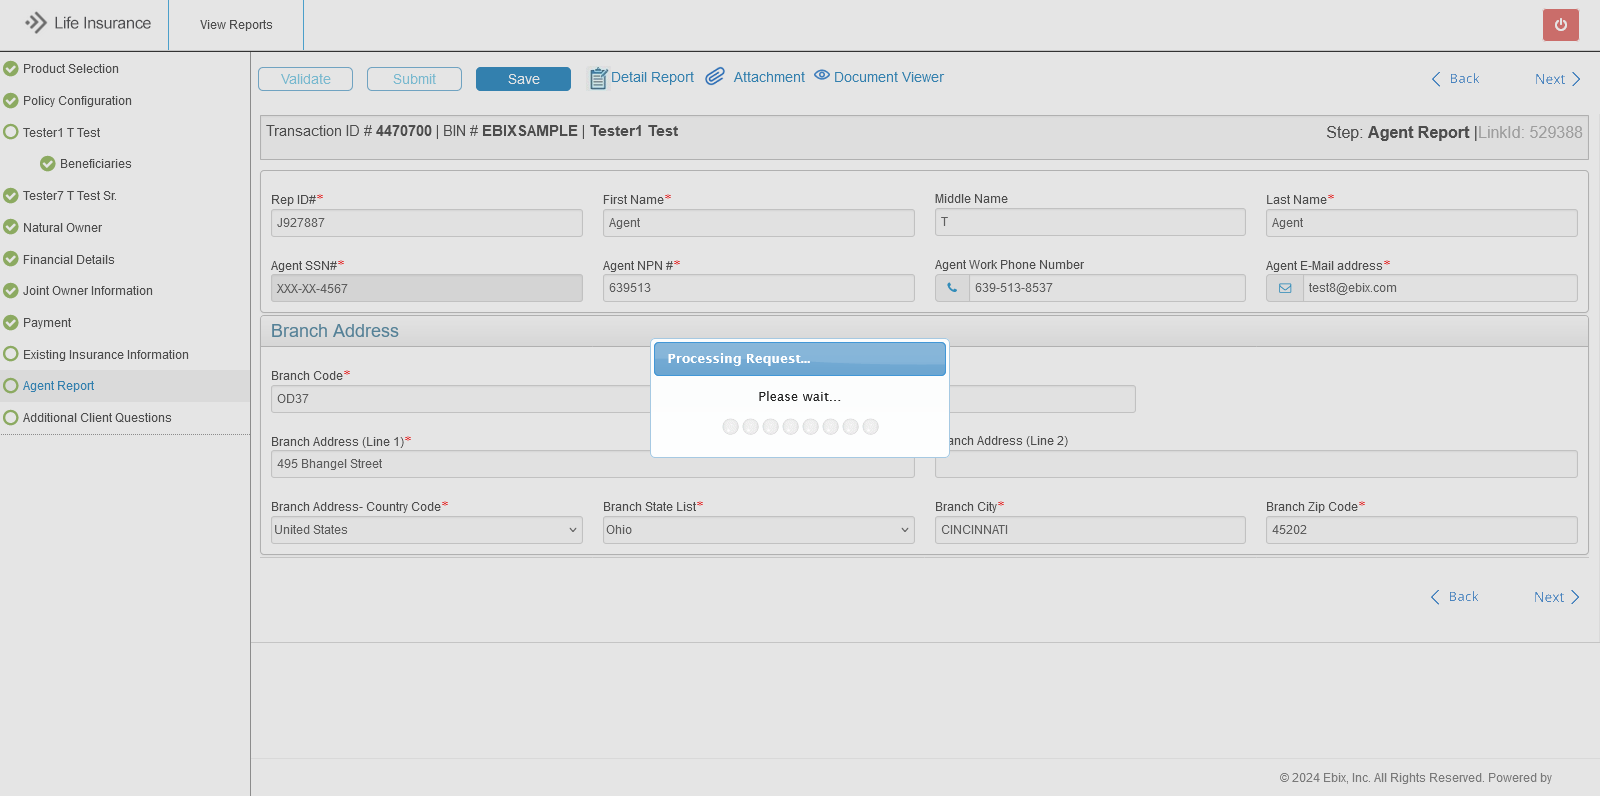 Life Insurance
View Reports
Product Selection
Policy Configuration
Tester1 T Test
Beneficiaries
Tester7 T Test Sr.
Natural Owner
Financial Details
Joint Owner Information
Payment
Existing Insurance Information
Agent Report
Additional Client Questions
Validate Submit Save Detail Report Attachment Document Viewer Back Next
Transaction ID # 4470700 | BIN # EBIXSAMPLE | Tester1 Test
Step: Agent Report |LinkId: 529388
Rep ID#* First Name* Middle Name Last Name*
J927887 Agent T Agent
Agent SSN#* Agent NPN #* Agent Work Phone Number Agent E-Mail address*
XXX-XX-4567 639513 639-513-8537 test8@ebix.com
Branch Address
Processing Request...
Please wait...
Branch Code*
OD37
Branch Address (Line 1)* anch Address (Line 2)
495 Bhangel Street
Branch Address- Country Code* Branch State List* Branch City* Branch Zip Code*
United States Ohio CINCINNATI 45202
Back Next
© 2024 Ebix, Inc. All Rights Reserved. Powered by